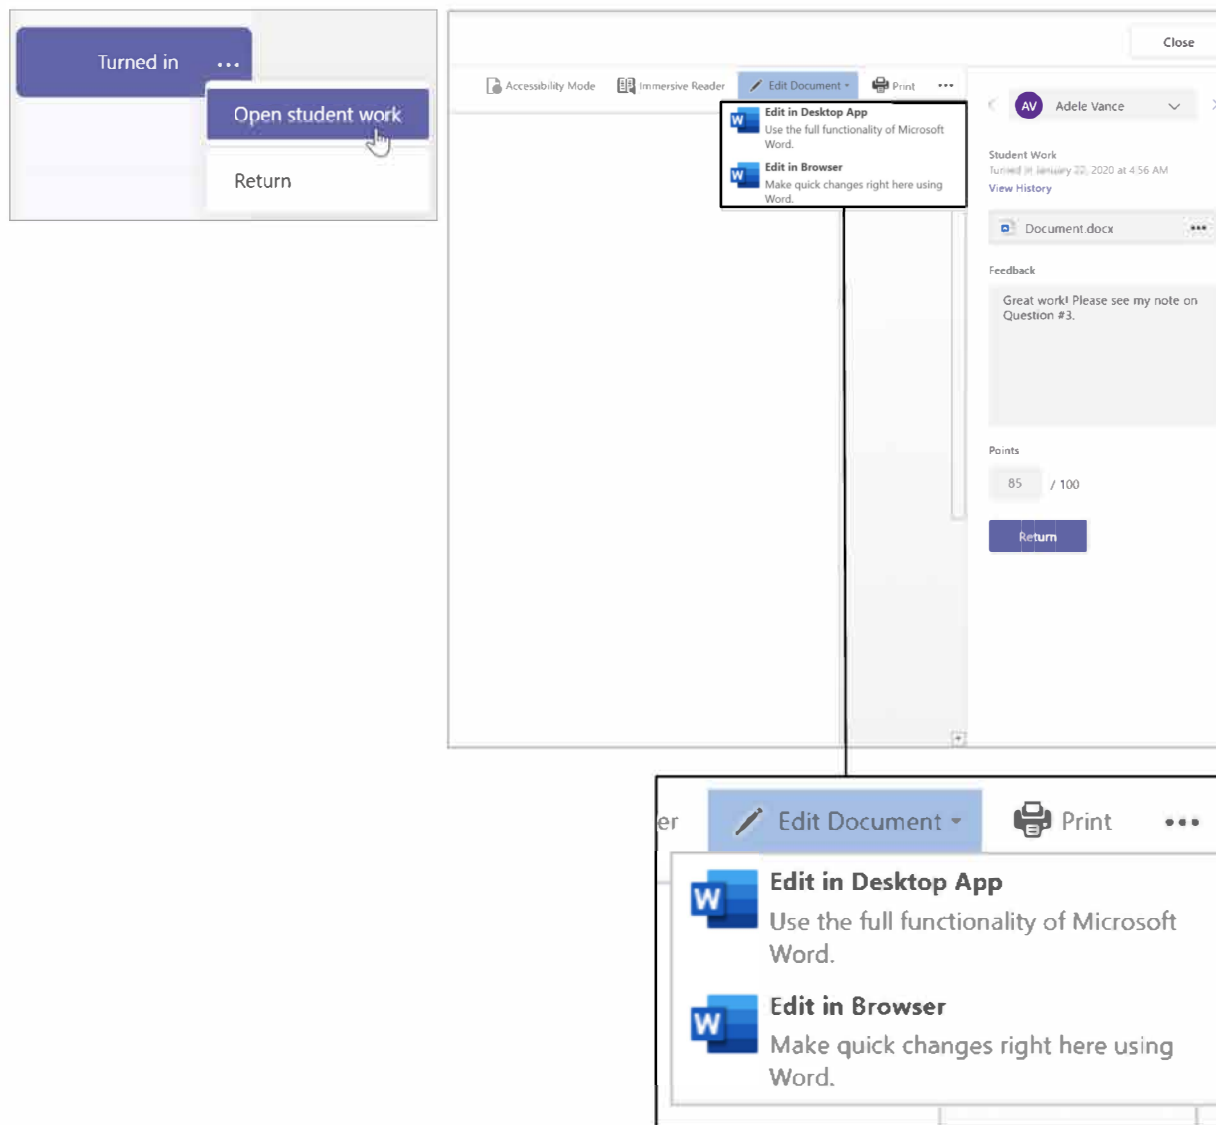 Turned in ...
Open student work
Return
Close
Accessibility Mode
Immersive Reader
Edit Document
Print
...
Edit in Desktop App
Use the full functionality of Microsoft
Word.
Edit in Browser
Make quick changes right here using
Word.
AV
Adele Vance
Student Work
Turned in January 22, 2020 at 4:56 AM
View History
Document.docx
...
Feedback
Great work! Please see my note on
Question #3.
Points
85 / 100
Return
er
Edit Document
Print
...
W
Edit in Desktop App
Use the full functionality of Microsoft
Word.
W
Edit in Browser
Make quick changes right here using
Word.